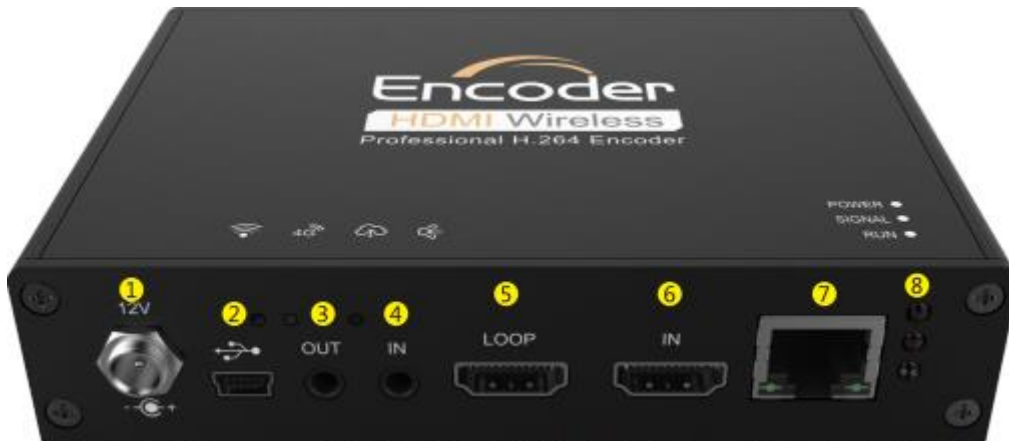 Encoder
HDMI Wireless
Professional H.264 Encoder
POWER
SIGNAL
RUN
4G
1 2 3 4 5 6 7 8
12V
OUT IN LOOP IN
- +